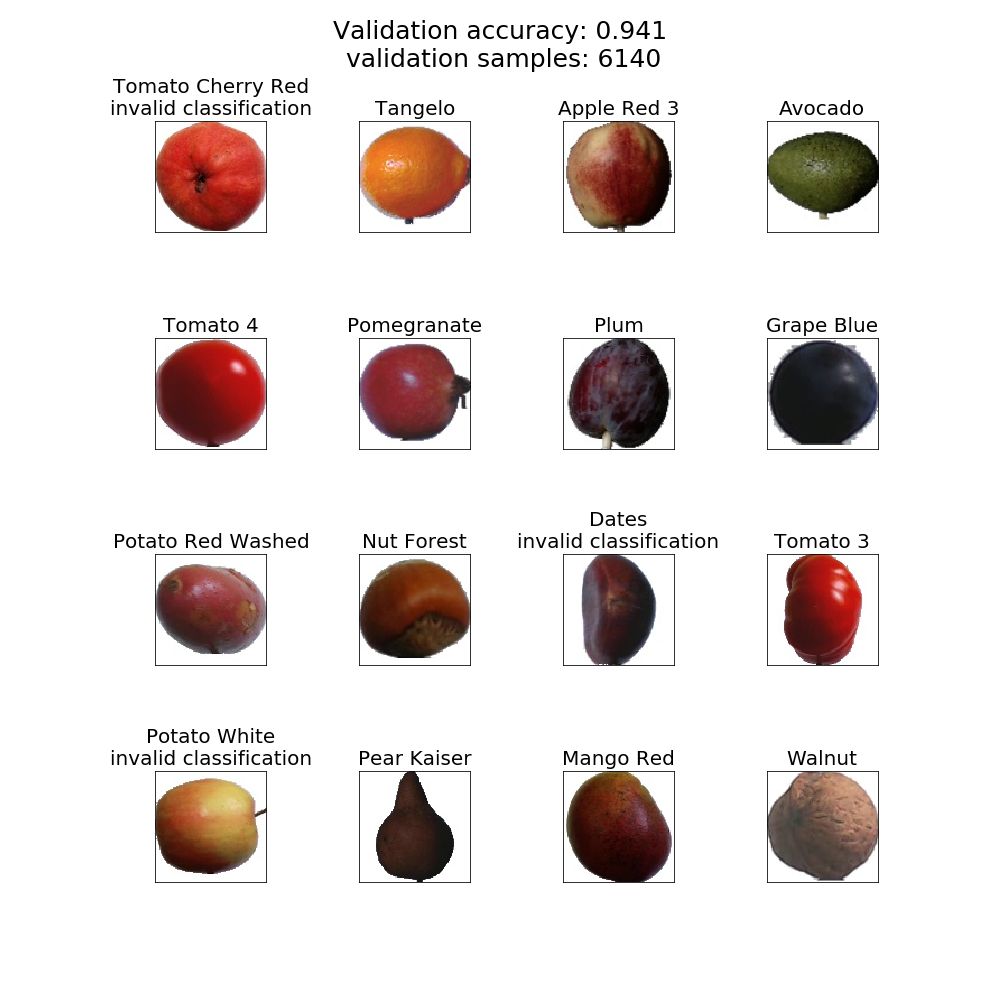 Validation accuracy: 0.941
validation samples: 6140
Tomato Cherry Red
invalid classification
Tangelo
Apple Red 3
Avocado
Tomato 4
Pomegranate
Plum
Grape Blue
Potato Red Washed
Nut Forest
Dates
invalid classification
Tomato 3
Potato White
invalid classification
Pear Kaiser
Mango Red
Walnut